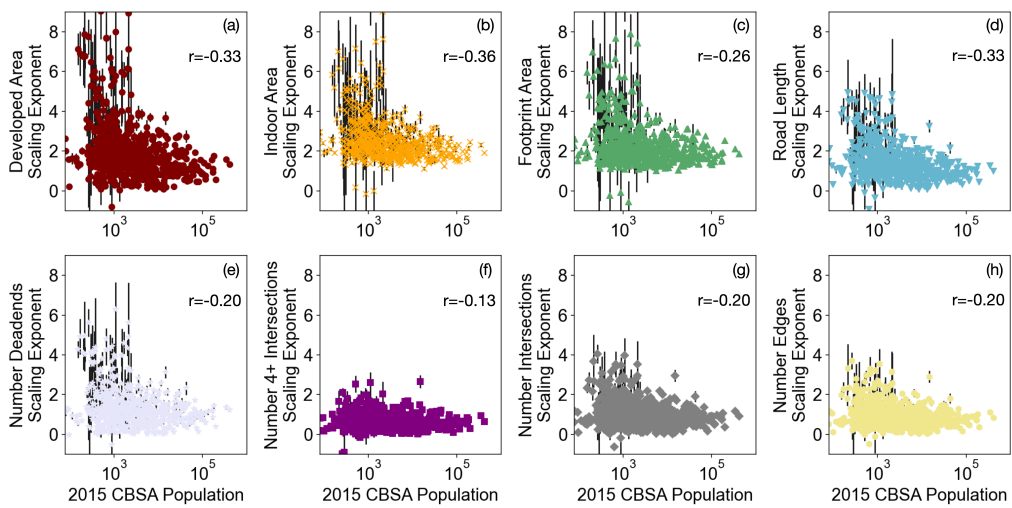 (a)
r=-0.33
Developed Area
Scaling Exponent
8
6
4
2
0
10^3
10^5
(b)
r=-0.36
Indoor Area
Scaling Exponent
8
6
4
2
0
10^3
10^5
(c)
r=-0.26
Footprint Area
Scaling Exponent
8
6
4
2
0
10^3
10^5
(d)
r=-0.33
Road Length
Scaling Exponent
8
6
4
2
0
10^3
10^5
(e)
r=-0.20
Number Deadends
Scaling Exponent
8
6
4
2
0
10^3
10^5
2015 CBSA Population
(f)
r=-0.13
Number 4+ Intersections
Scaling Exponent
8
6
4
2
0
10^3
10^5
2015 CBSA Population
(g)
r=-0.20
Number Intersections
Scaling Exponent
8
6
4
2
0
10^3
10^5
2015 CBSA Population
(h)
r=-0.20
Number Edges
Scaling Exponent
8
6
4
2
0
10^3
10^5
2015 CBSA Population